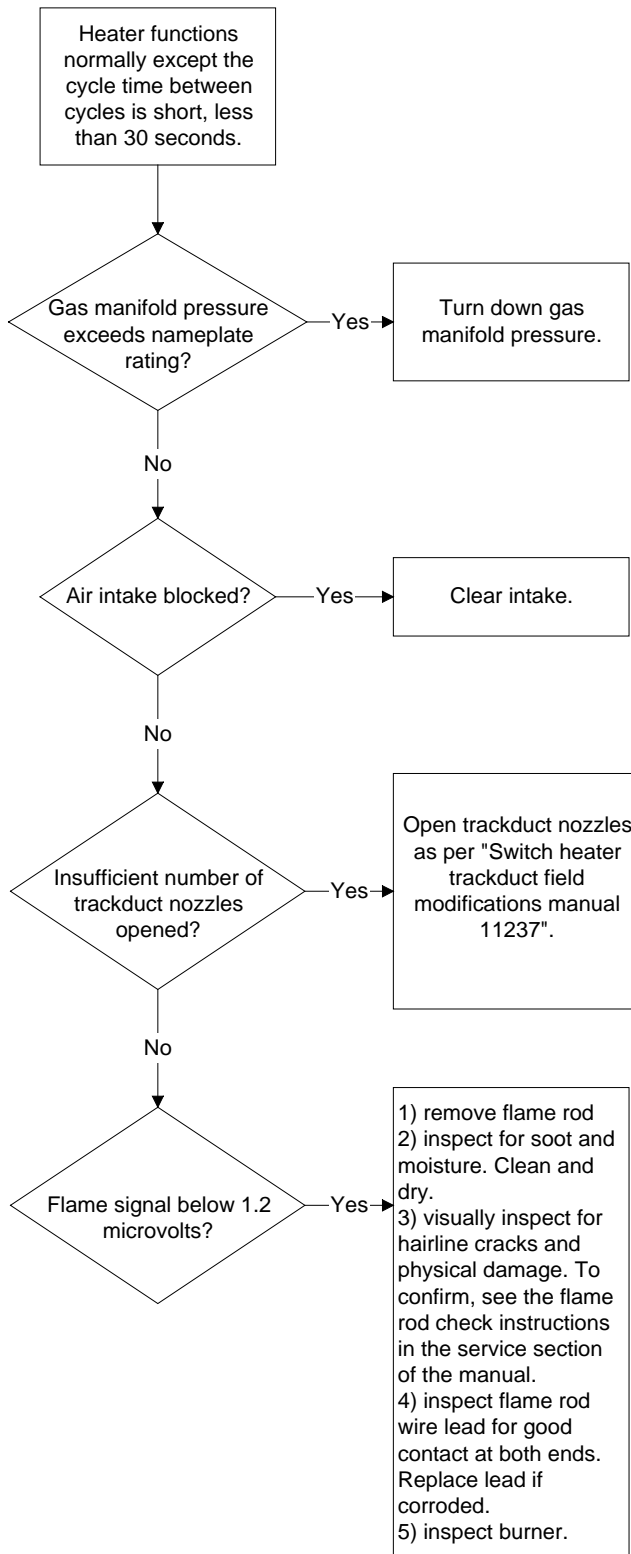 Heater functions
normally except the
cycle time between
cycles is short, less
than 30 seconds.
Gas manifold pressure
exceeds nameplate
rating?
Yes
Turn down gas
manifold pressure.
No
Air intake blocked?
Yes
Clear intake.
No
Insufficient number of
trackduct nozzles
opened?
Yes
Open trackduct nozzles
as per "Switch heater
trackduct field
modifications manual
11237".
No
Flame signal below 1.2
microvolts?
Yes
1) remove flame rod
2) inspect for soot and
moisture. Clean and
dry.
3) visually inspect for
hairline cracks and
physical damage. To
confirm, see the flame
rod check instructions
in the service section
of the manual.
4) inspect flame rod
wire lead for good
contact at both ends.
Replace lead if
corroded.
5) inspect burner.